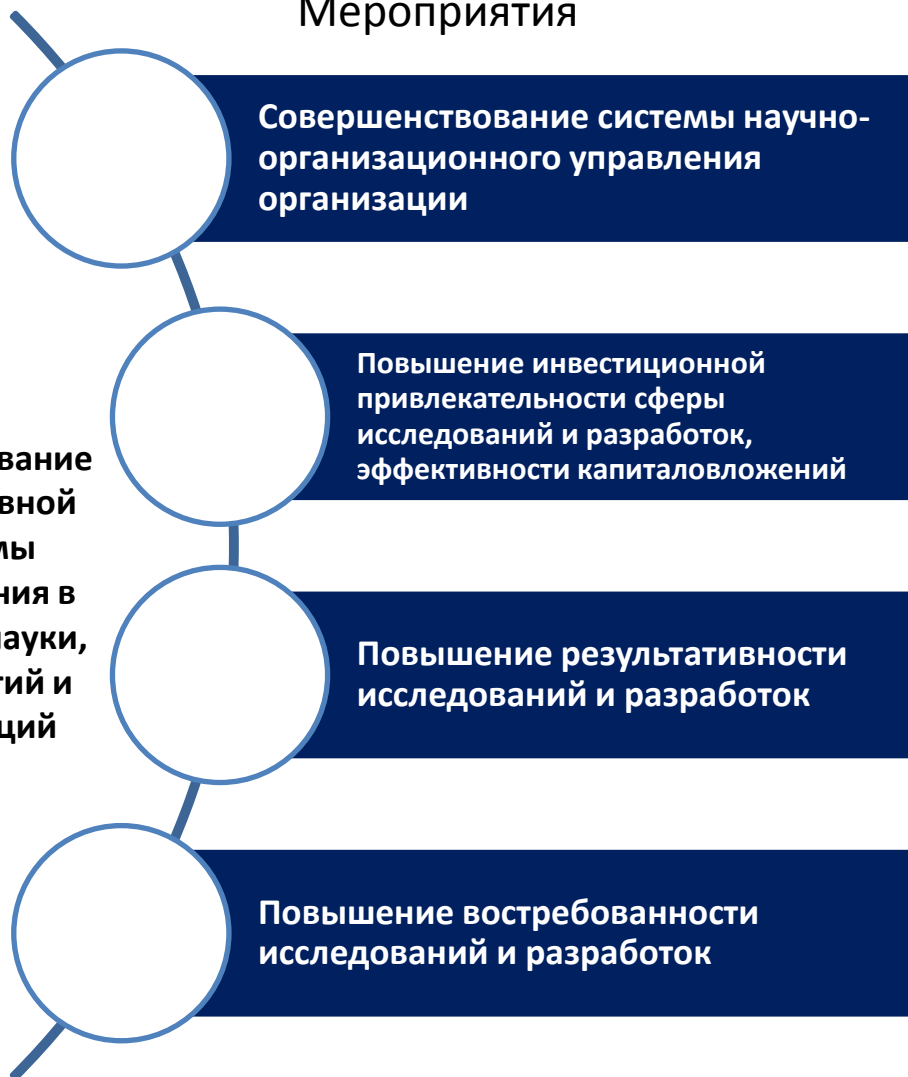 Мероприятия
Совершенствование системы научно-
организационного управления
организации
Повышение инвестиционной
привлекательности сферы
исследований и разработок,
эффективности капиталовложений
вание
вной
мы
ния в
науки,
гий и
ций
Повышение результативности
исследований и разработок
Повышение востребованности
исследований и разработок